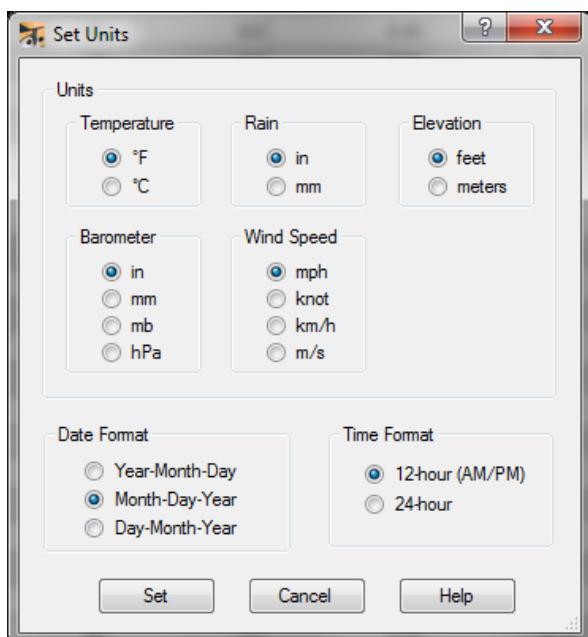 Set Units
Units
Temperature
°F
°C
Rain
in
mm
Elevation
feet
meters
Barometer
in
mm
mb
hPa
Wind Speed
mph
knot
km/h
m/s
Date Format
Year-Month-Day
Month-Day-Year
Day-Month-Year
Time Format
12-hour (AM/PM)
24-hour
Set
Cancel
Help